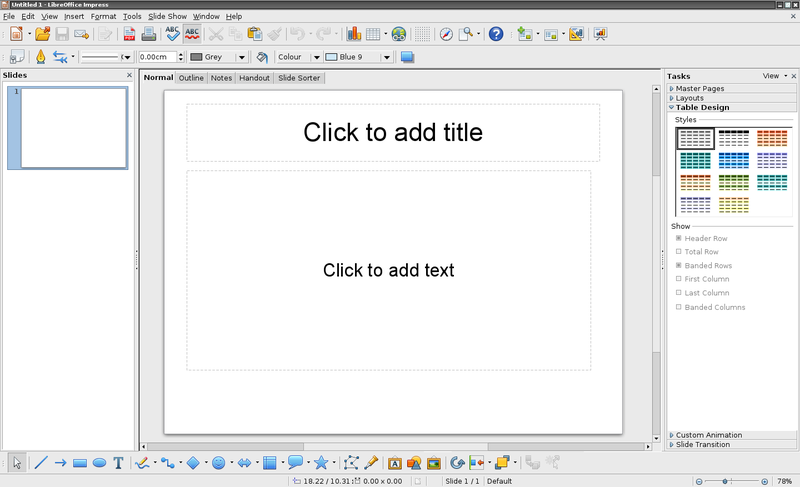 Untitled 1 - LibreOffice Impress
File Edit View Insert Format Tools Slide Show Window Help
0.00cm Grey Colour Blue 9
Slides
1
Normal Outline Notes Handout Slide Sorter
Click to add title
Click to add text
Tasks View
Master Pages
Layouts
Table Design
Styles
Show
Header Row
Total Row
Banded Rows
First Column
Last Column
Banded Columns
Custom Animation
Slide Transition
18.22 / 10.31 0.00 x 0.00 Slide 1 / 1 Default 78%